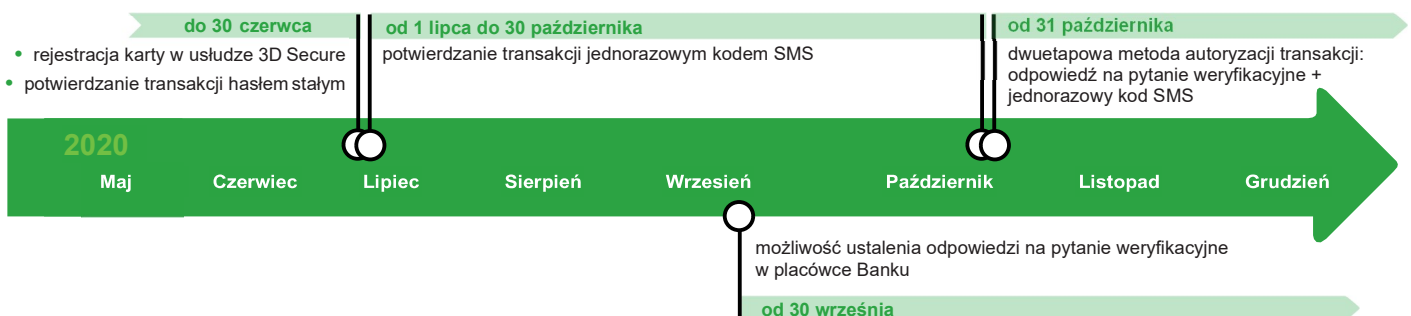 do 30 czerwca
• rejestracja karty w usłudze 3D Secure
• potwierdzanie transakcji hasłem stałym
od 1 lipca do 30 października
potwierdzanie transakcji jednorazowym kodem SMS
od 31 października
dwuetapowa metoda autoryzacji transakcji:
odpowiedź na pytanie weryfikacyjne +
jednorazowy kod SMS
2020
Maj Czerwiec Lipiec Sierpień Wrzesień Październik Listopad Grudzień
możliwość ustalenia odpowiedzi na pytanie weryfikacyjne
w placówce Banku
od 30 września